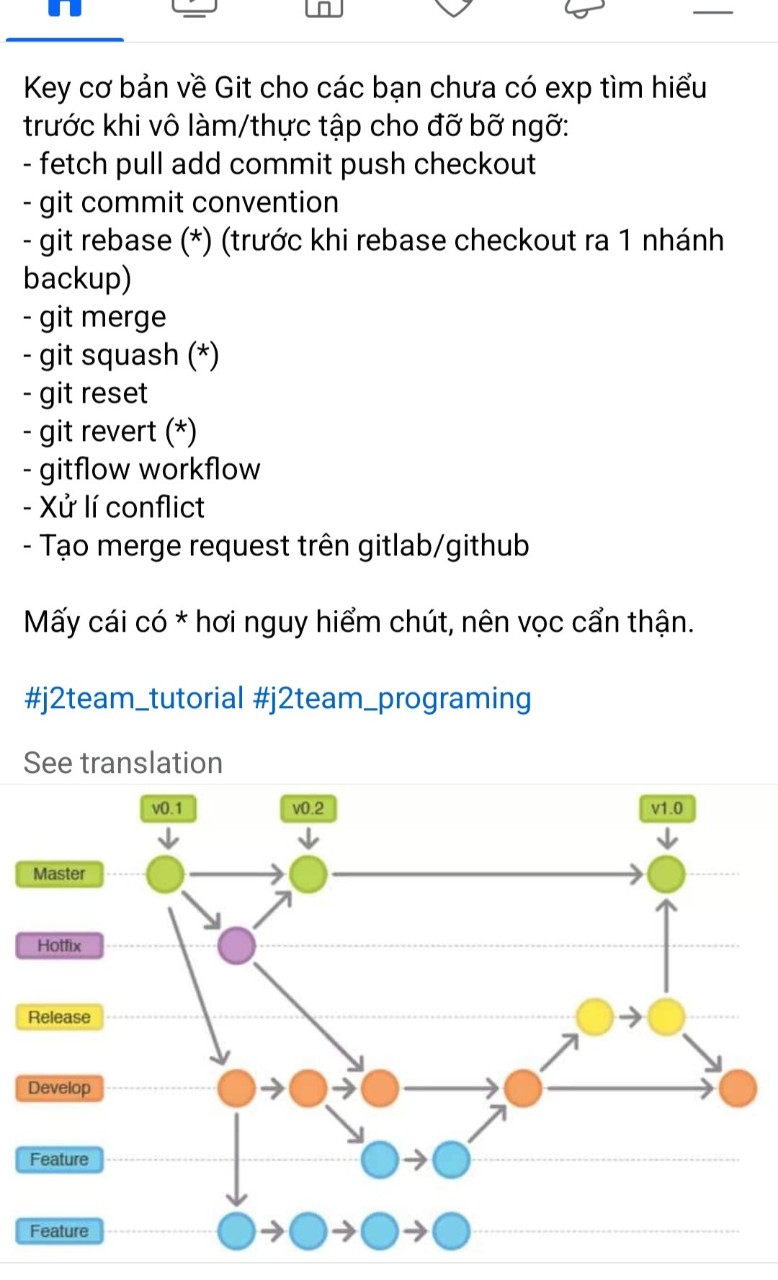 Key cơ bản về Git cho các bạn chưa có exp tìm hiểu
trước khi vô làm/thực tập cho đỡ bỡ ngỡ:
- fetch pull add commit push checkout
- git commit convention
- git rebase (*) (trước khi rebase checkout ra 1 nhánh
backup)
- git merge
- git squash (*)
- git reset
- git revert (*)
- gitflow workflow
- Xử lí conflict
- Tạo merge request trên gitlab/github
Mấy cái có * hơi nguy hiểm chút, nên vọc cẩn thận.
#j2team_tutorial #j2team_programing
See translation
v0.1 v0.2 v1.0
Master
Hotfix
Release
Develop
Feature
Feature